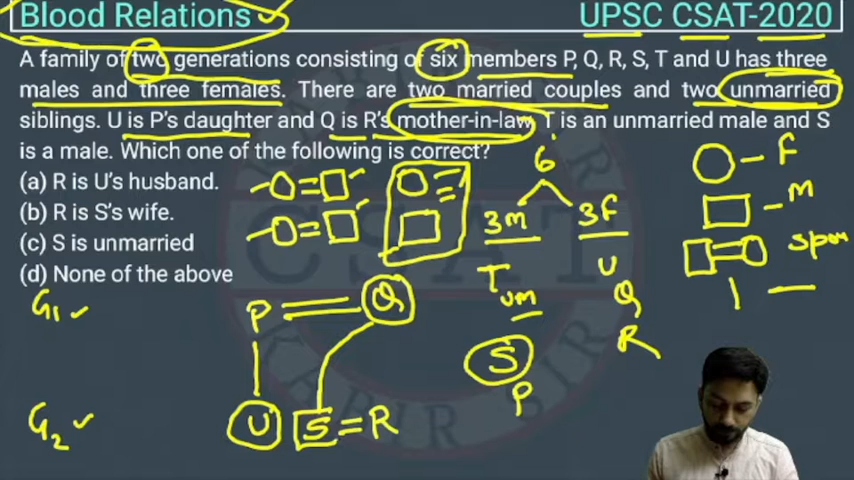 Blood Relations
UPSC CSAT-2020
A family of two generations consisting of six members P, Q, R, S, T and U has three
males and three females. There are two married couples and two unmarried
siblings. U is P's daughter and Q is R's mother-in-law. T is an unmarried male and S
is a male. Which one of the following is correct?
(a) R is U's husband.
(b) R is S's wife.
(c) S is unmarried
(d) None of the above
6
3m 3F
T U
um Q
S R
P
F
M
G1
P = Q
G2
U S = R
CSAT
KABIR SIR